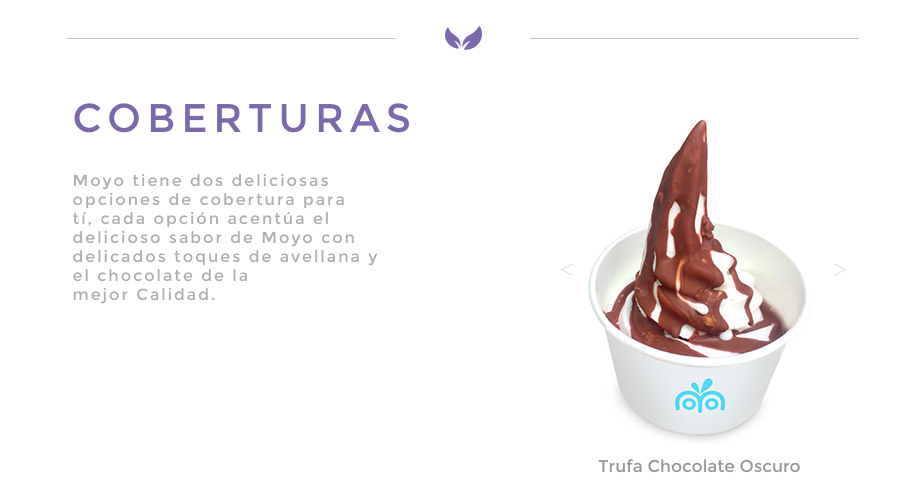 COBERTURAS
Moyo tiene dos deliciosas
opciones de cobertura para
tí, cada opción acentúa el
delicioso sabor de Moyo con
delicados toques de avellana y
el chocolate de la
mejor Calidad.
< >
Trufa Chocolate Oscuro